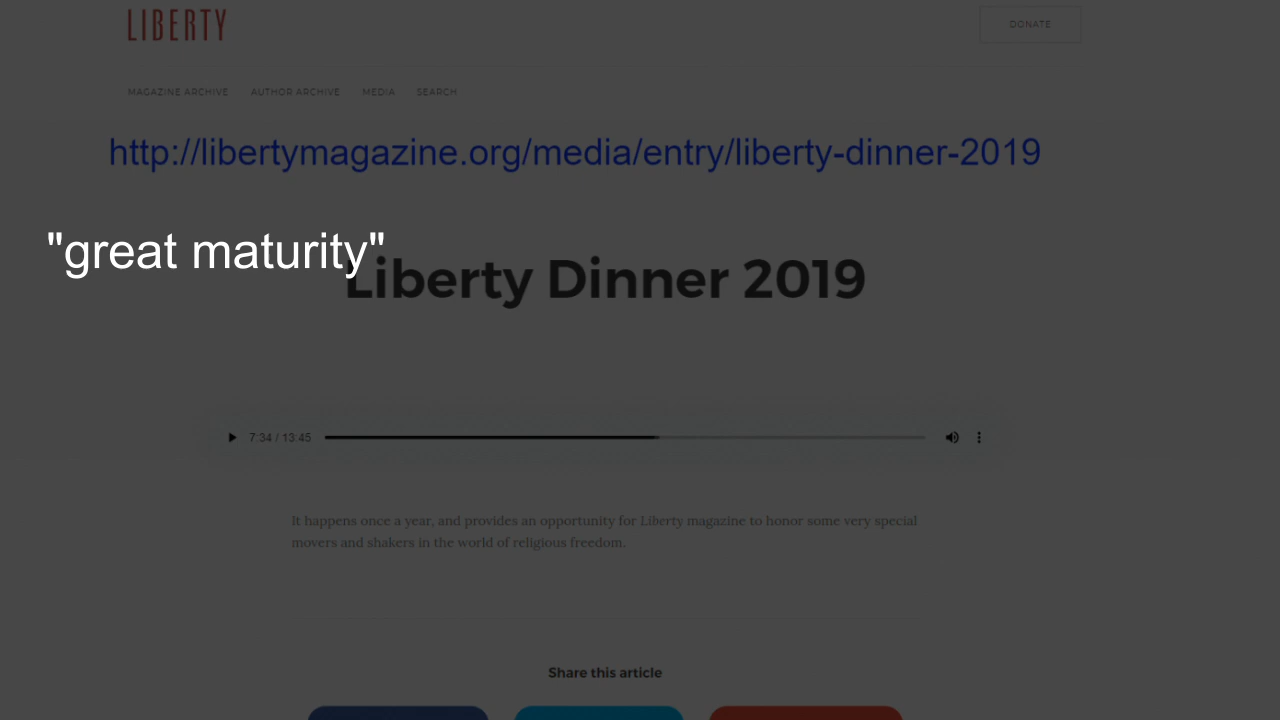 LIBERTY
DONATE
MAGAZINE ARCHIVE AUTHOR ARCHIVE MEDIA SEARCH
http://libertymagazine.org/media/entry/liberty-dinner-2019
"great maturity"
Liberty Dinner 2019
7:34 / 13:45
It happens once a year, and provides an opportunity for Liberty magazine to honor some very special
movers and shakers in the world of religious freedom.
Share this article